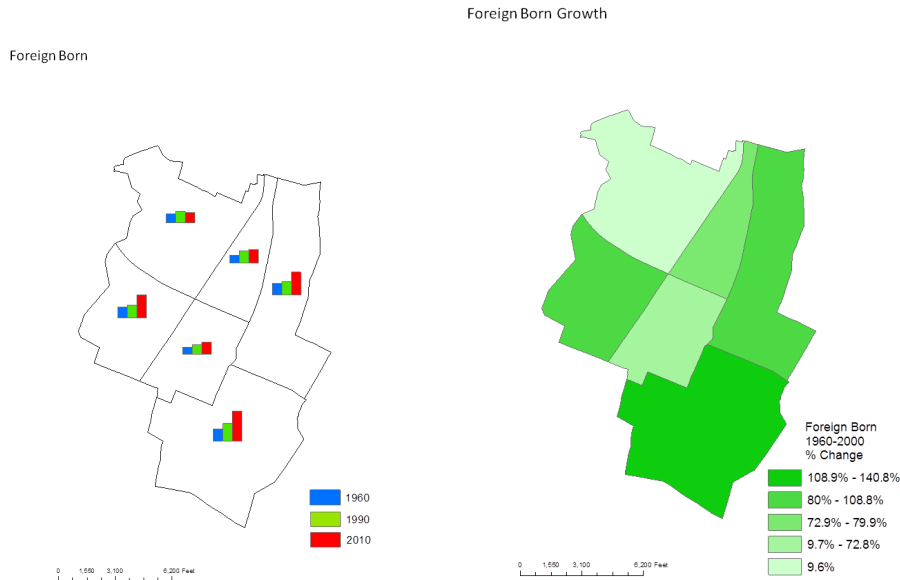 Foreign Born Growth
Foreign Born
1960
1990
2010
0 1,550 3,100 6,200 Feet
Foreign Born
1960-2000
% Change
108.9% - 140.8%
80% - 108.8%
72.9% - 79.9%
9.7% - 72.8%
9.6%
0 1,550 3,100 6,200 Feet